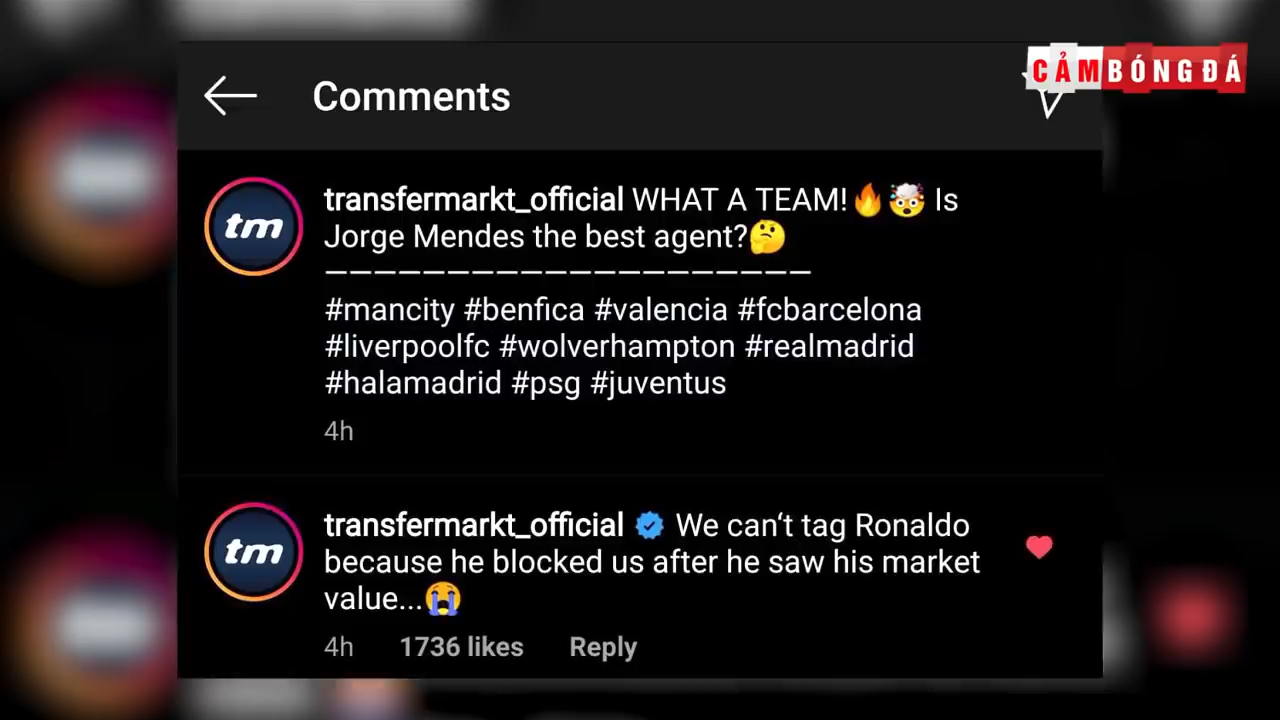 CẢMBÓNGĐÁ
Comments
tm
transfermarkt_official WHAT A TEAM!🔥🤯 Is
Jorge Mendes the best agent?🤔
————————————————————
#mancity #benfica #valencia #fcbarcelona
#liverpoolfc #wolverhampton #realmadrid
#halamadrid #psg #juventus
4h
tm
transfermarkt_official We can‘t tag Ronaldo
because he blocked us after he saw his market
value...😭
4h 1736 likes Reply